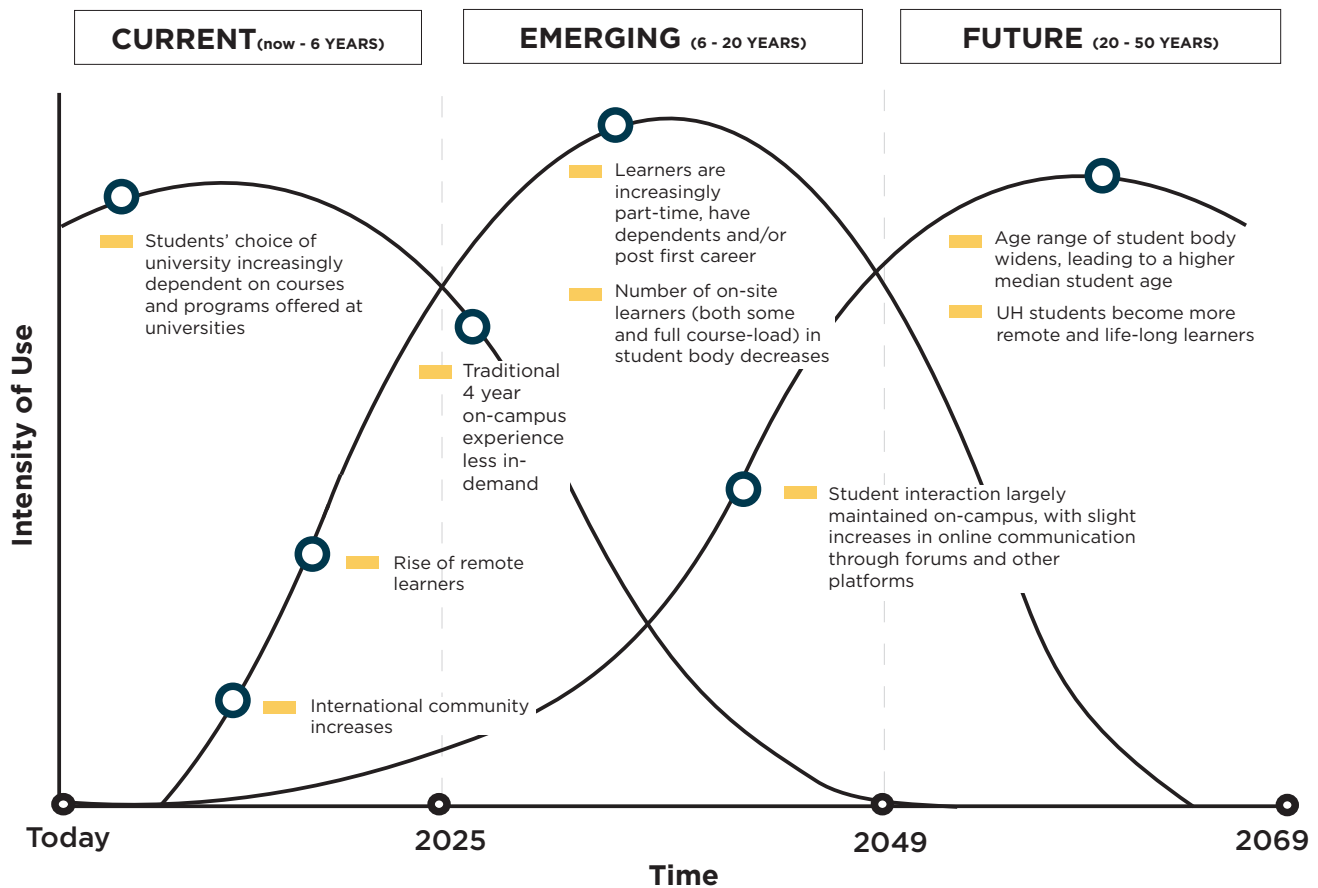 CURRENT (now - 6 YEARS)
EMERGING (6 - 20 YEARS)
FUTURE (20 - 50 YEARS)
Intensity of Use
Students’ choice of
university increasingly
dependent on courses
and programs offered at
universities
Learners are
increasingly
part-time, have
dependents and/or
post first career
Number of on-site
learners (both some
and full course-load) in
student body decreases
Age range of student body
widens, leading to a higher
median student age
UH students become more
remote and life-long learners
Traditional
4 year
on-campus
experience
less in-
demand
Student interaction largely
maintained on-campus, with slight
increases in online communication
through forums and other
platforms
Rise of remote
learners
International community
increases
Today
2025
2049
2069
Time